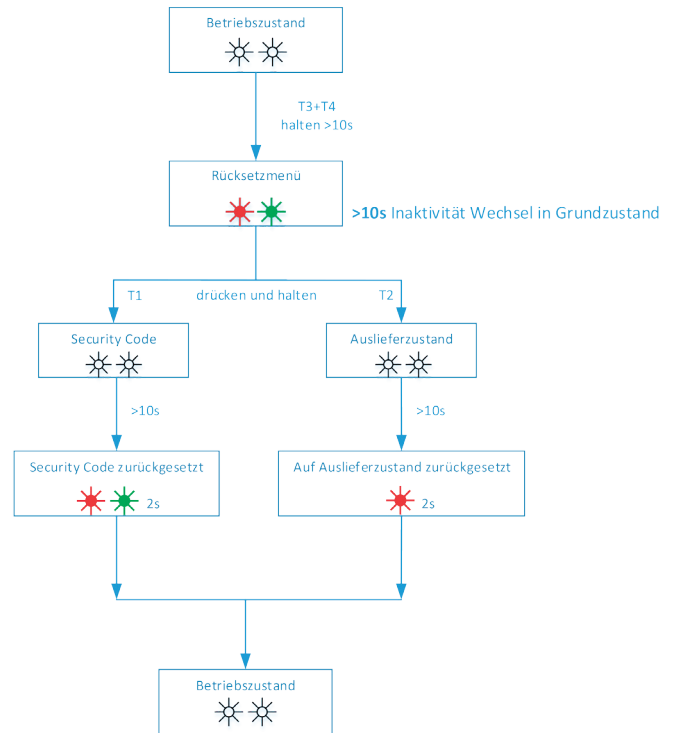 Betriebszustand
T3+T4
halten >10s
Rücksetzmenü
>10s Inaktivität Wechsel in Grundzustand
T1
drücken und halten
T2
Security Code
Auslieferzustand
>10s
>10s
Security Code zurückgesetzt
2s
Auf Auslieferzustand zurückgesetzt
2s
Betriebszustand